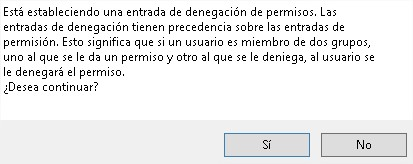 Está estableciendo una entrada de denegación de permisos. Las
entradas de denegación tienen precedencia sobre las entradas de
permisión. Esto significa que si un usuario es miembro de dos grupos,
uno al que se le da un permiso y otro al que se le deniega, al usuario se
le denegará el permiso.
¿Desea continuar?
Sí
No